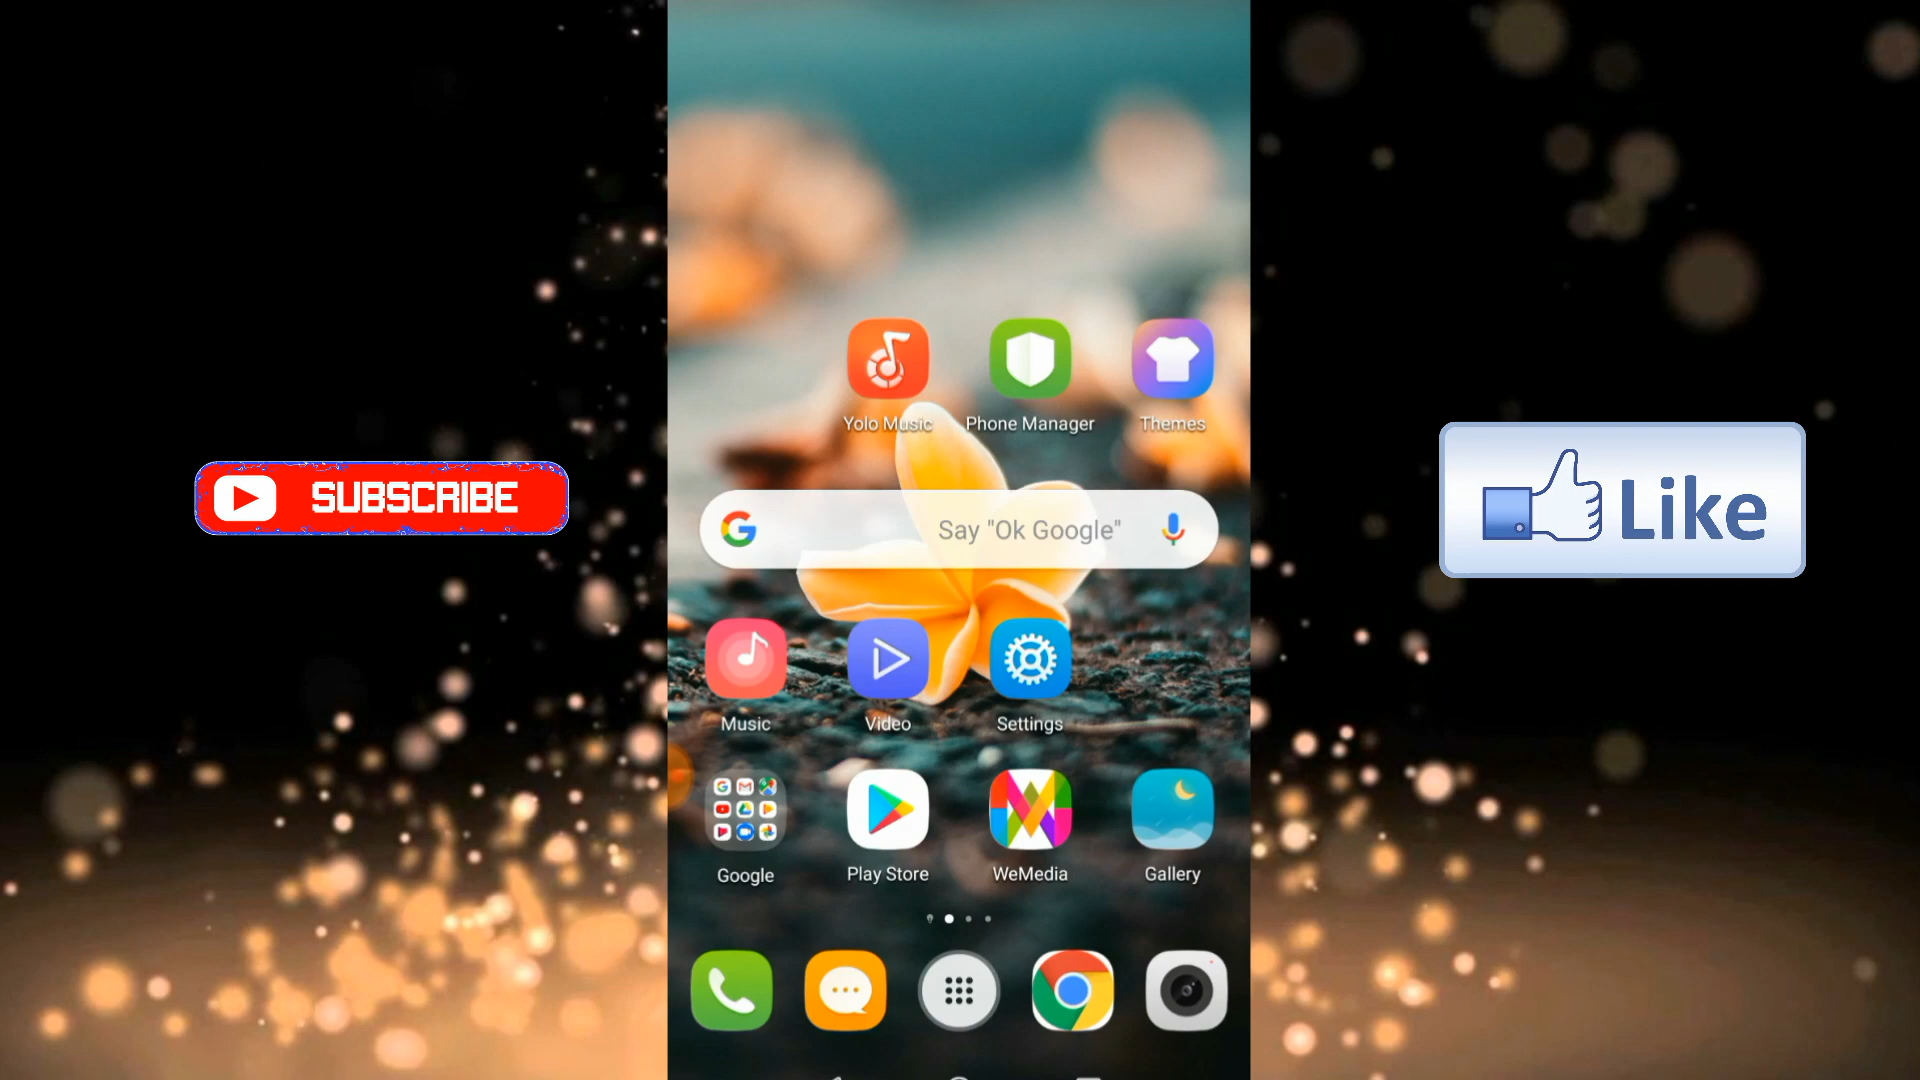 Yolo Music
Phone Manager
Themes
SUBSCRIBE
Like
Say "Ok Google"
Music
Video
Settings
Google
Play Store
WeMedia
Gallery